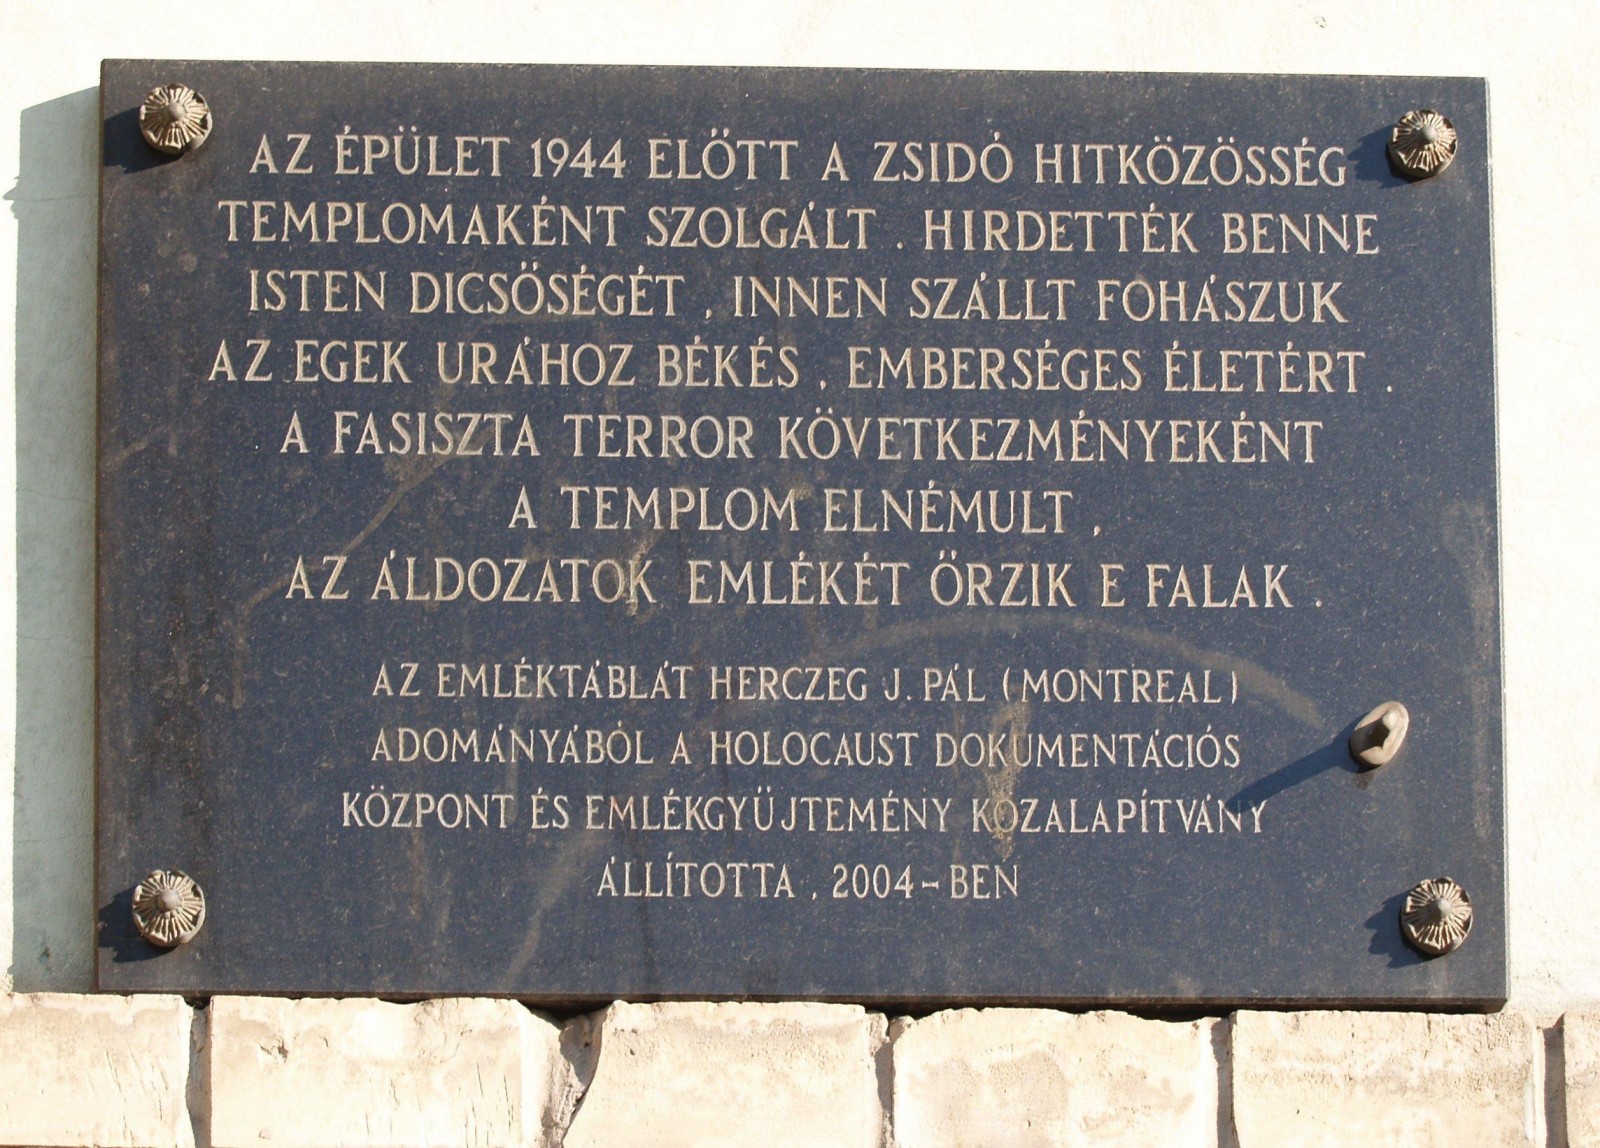 AZ ÉPÜLET 1944 ELŐTT A ZSIDÓ HITKÖZÖSSÉG
TEMPLOMAKÉNT SZOLGÁLT . HIRDETTÉK BENNE
ISTEN DICSŐSÉGÉT , INNEN SZÁLLT FOHÁSZUK
AZ EGEK URÁHOZ BÉKÉS , EMBERSÉGES ÉLETÉRT .
A FASISZTA TERROR KÖVETKEZMÉNYEKÉNT
A TEMPLOM ELNÉMULT ,
AZ ÁLDOZATOK EMLÉKÉT ŐRZIK E FALAK .
AZ EMLÉKTÁBLÁT HERCZEG J. PÁL (MONTREAL)
ADOMÁNYÁBÓL A HOLOCAUST DOKUMENTÁCIÓS
KÖZPONT ÉS EMLÉKGYŰJTEMÉNY KÖZALAPÍTVÁNY
ÁLLÍTOTTA , 2004-BEN